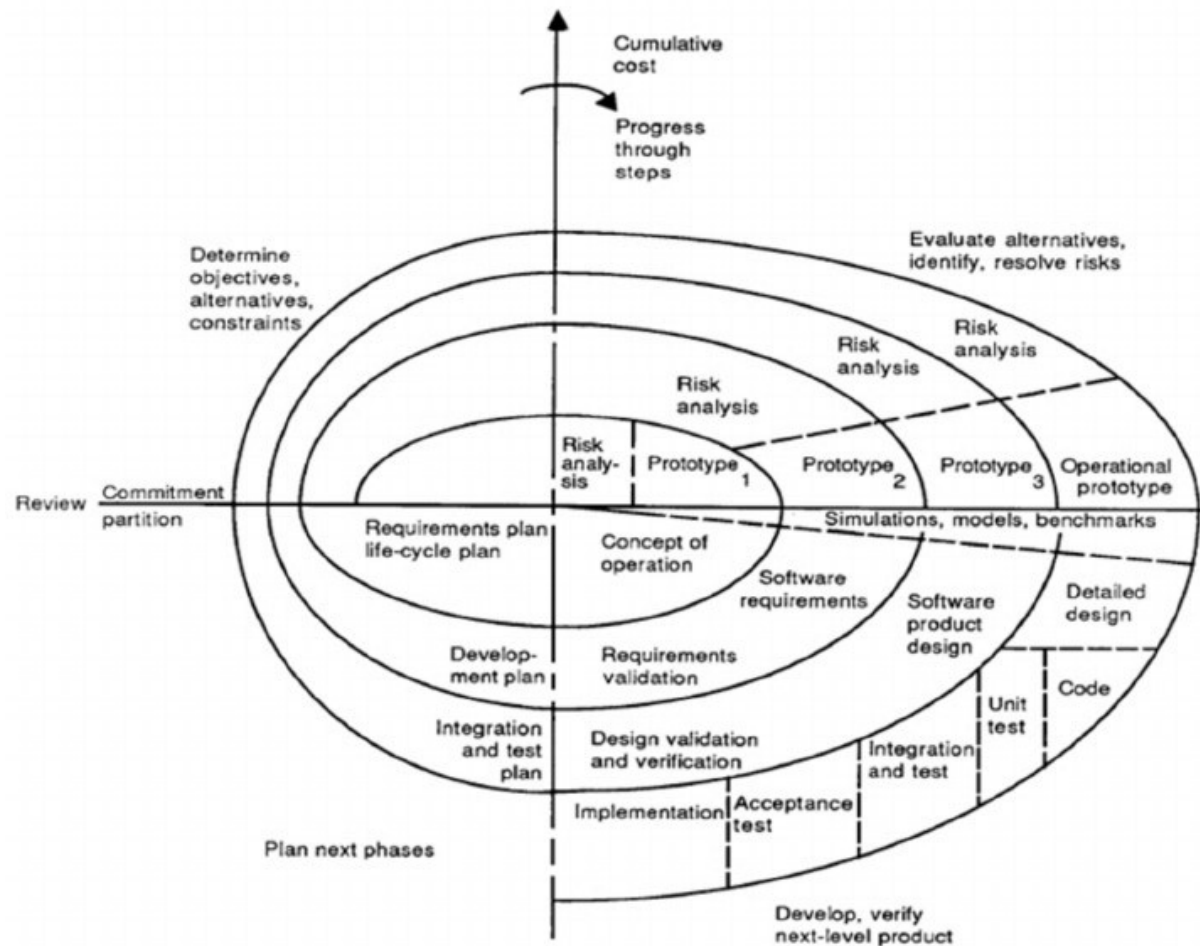 Cumulative
cost
Progress
through
steps
Determine
objectives,
alternatives,
constraints
Evaluate alternatives,
identify, resolve risks
Risk
analysis
Risk
analysis
Risk
analysis
Risk
analy-
sis
Prototype
1
Prototype
2
Prototype
3
Operational
prototype
Review
Commitment
partition
Simulations, models, benchmarks
Requirements plan
life-cycle plan
Concept of
operation
Software
requirements
Software
product
design
Detailed
design
Develop-
ment plan
Requirements
validation
Integration
and test
plan
Design validation
and verification
Implementation
Acceptance
test
Integration
and test
Unit
test
Code
Plan next phases
Develop, verify
next-level product